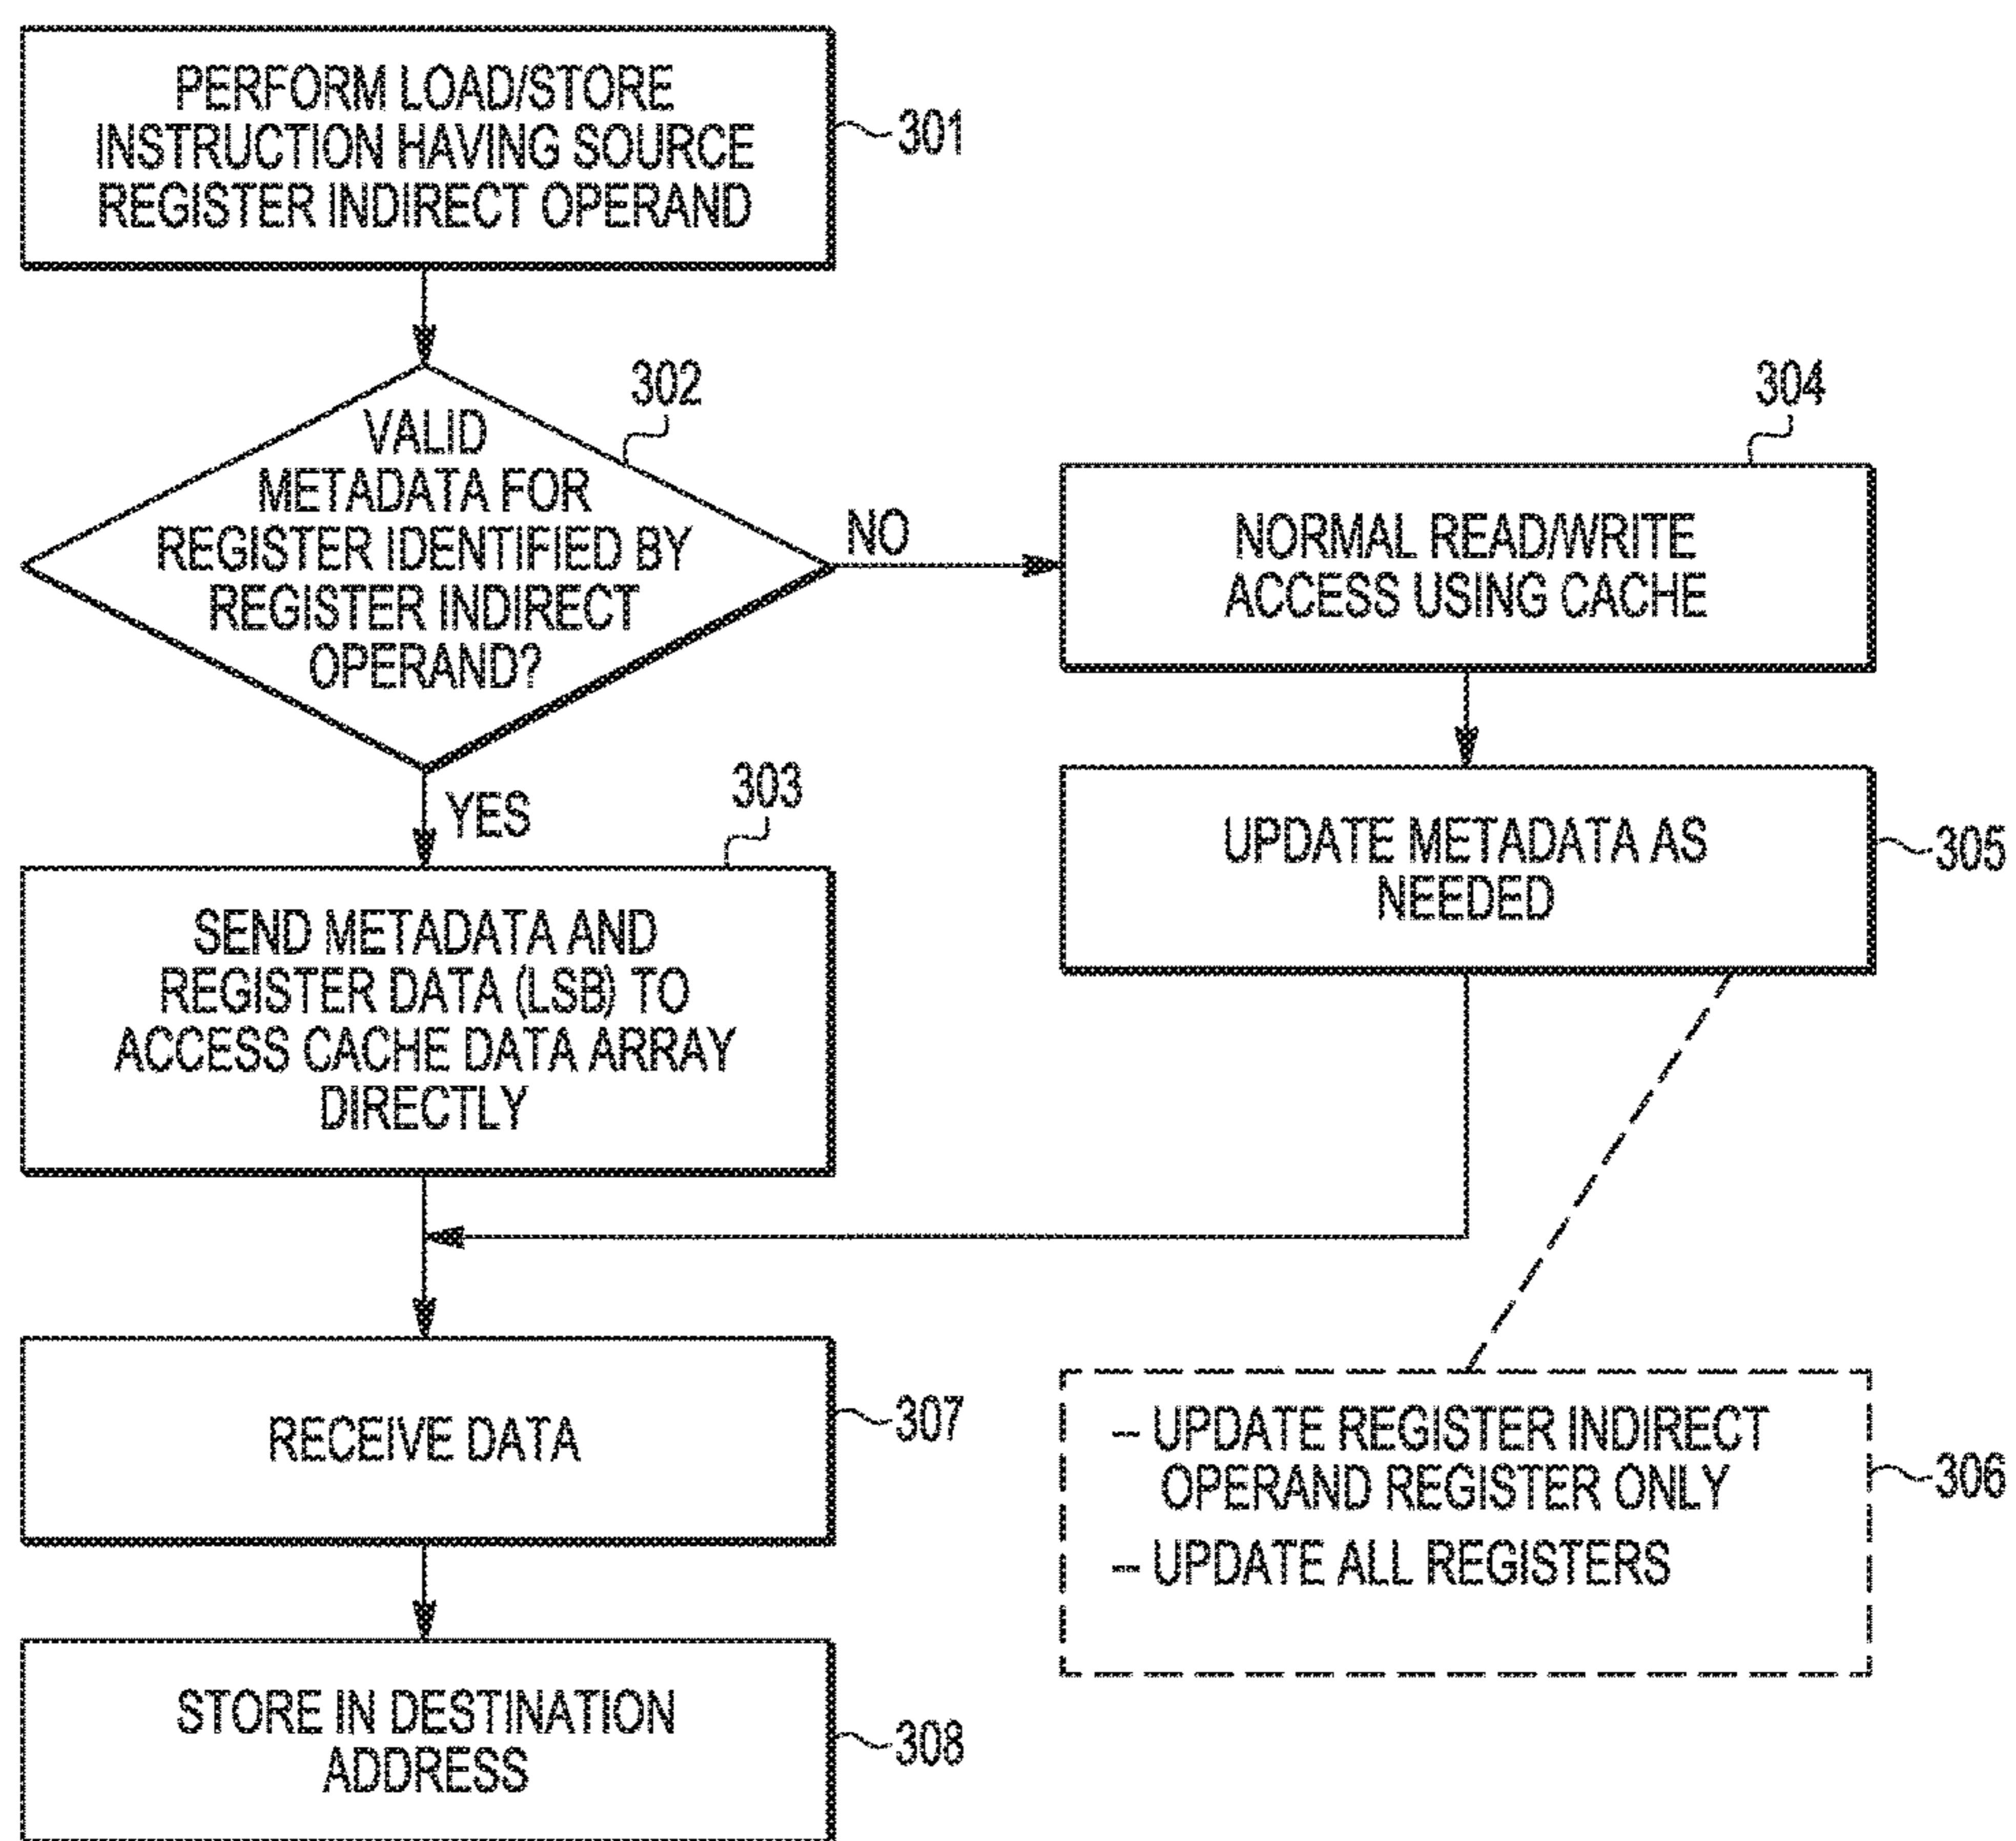 PERFORM LOAD/STORE
INSTRUCTION HAVING SOURCE
REGISTER INDIRECT OPERAND
301
302
VALID
METADATA FOR
REGISTER IDENTIFIED BY
REGISTER INDIRECT
OPERAND?
NO
304
NORMAL READ/WRITE
ACCESS USING CACHE
YES
303
SEND METADATA AND
REGISTER DATA (LSB) TO
ACCESS CACHE DATA ARRAY
DIRECTLY
UPDATE METADATA AS
NEEDED
305
RECEIVE DATA
307
– UPDATE REGISTER INDIRECT
OPERAND REGISTER ONLY
– UPDATE ALL REGISTERS
306
STORE IN DESTINATION
ADDRESS
308